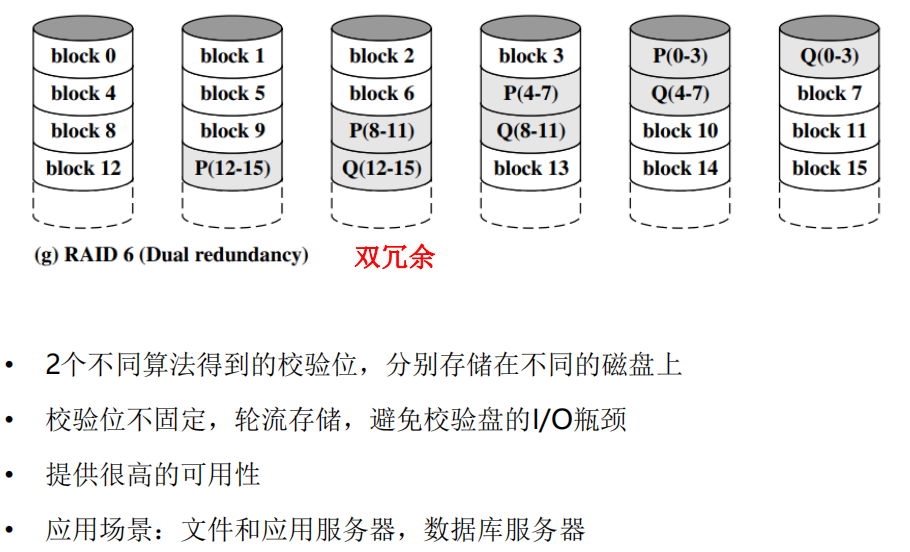 block 0 block 1 block 2 block 3 P(0-3) Q(0-3)
block 4 block 5 block 6 P(4-7) Q(4-7) block 7
block 8 block 9 P(8-11) Q(8-11) block 10 block 11
block 12 P(12-15) Q(12-15) block 13 block 14 block 15
(g) RAID 6 (Dual redundancy) 双冗余
• 2个不同算法得到的校验位，分别存储在不同的磁盘上
• 校验位不固定，轮流存储，避免校验盘的I/O瓶颈
• 提供很高的可用性
• 应用场景：文件和应用服务器，数据库服务器